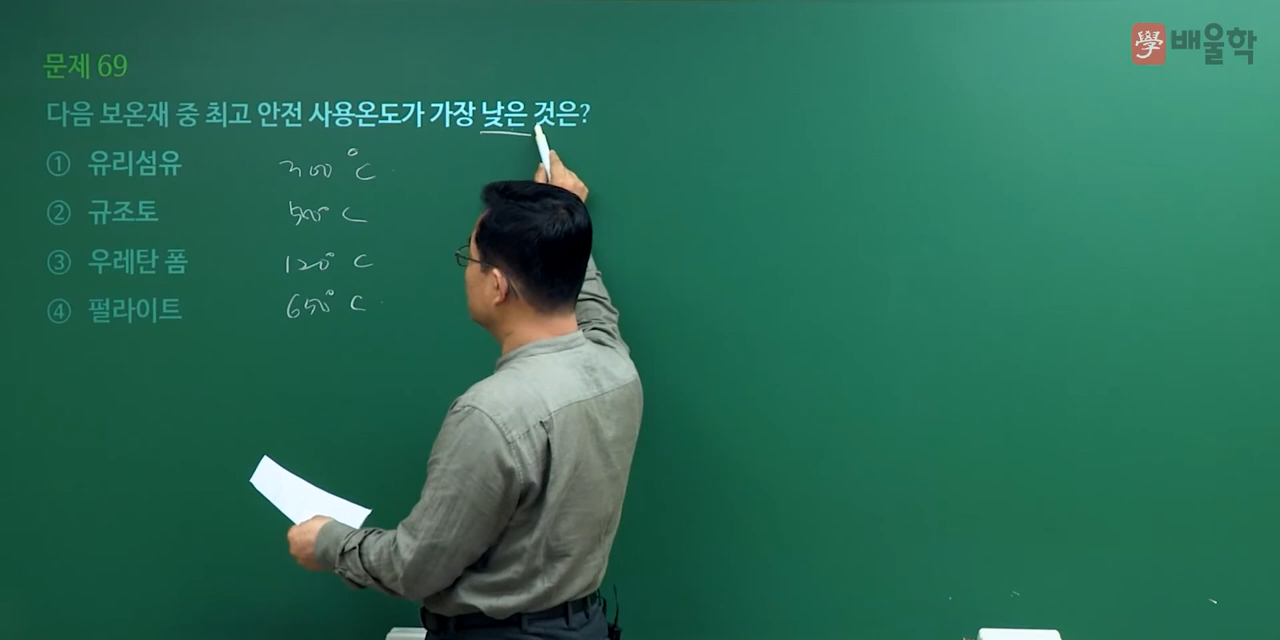 學 배울학
문제 69
다음 보온재 중 최고 안전 사용온도가 가장 낮은 것은?
① 유리섬유 300°C
② 규조토 500°C
③ 우레탄 폼 120°C
④ 펄라이트 650°C